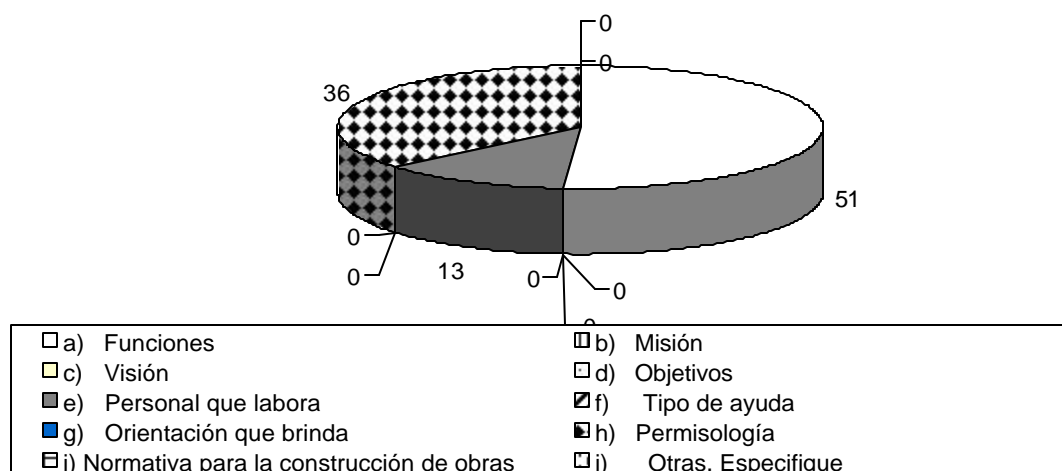 0
0
36
51
0
0
13
0
0
0
a) Funciones
b) Misión
c) Visión
d) Objetivos
e) Personal que labora
f) Tipo de ayuda
g) Orientación que brinda
h) Permisología
i) Normativa para la construcción de obras
j) Otras. Especifique